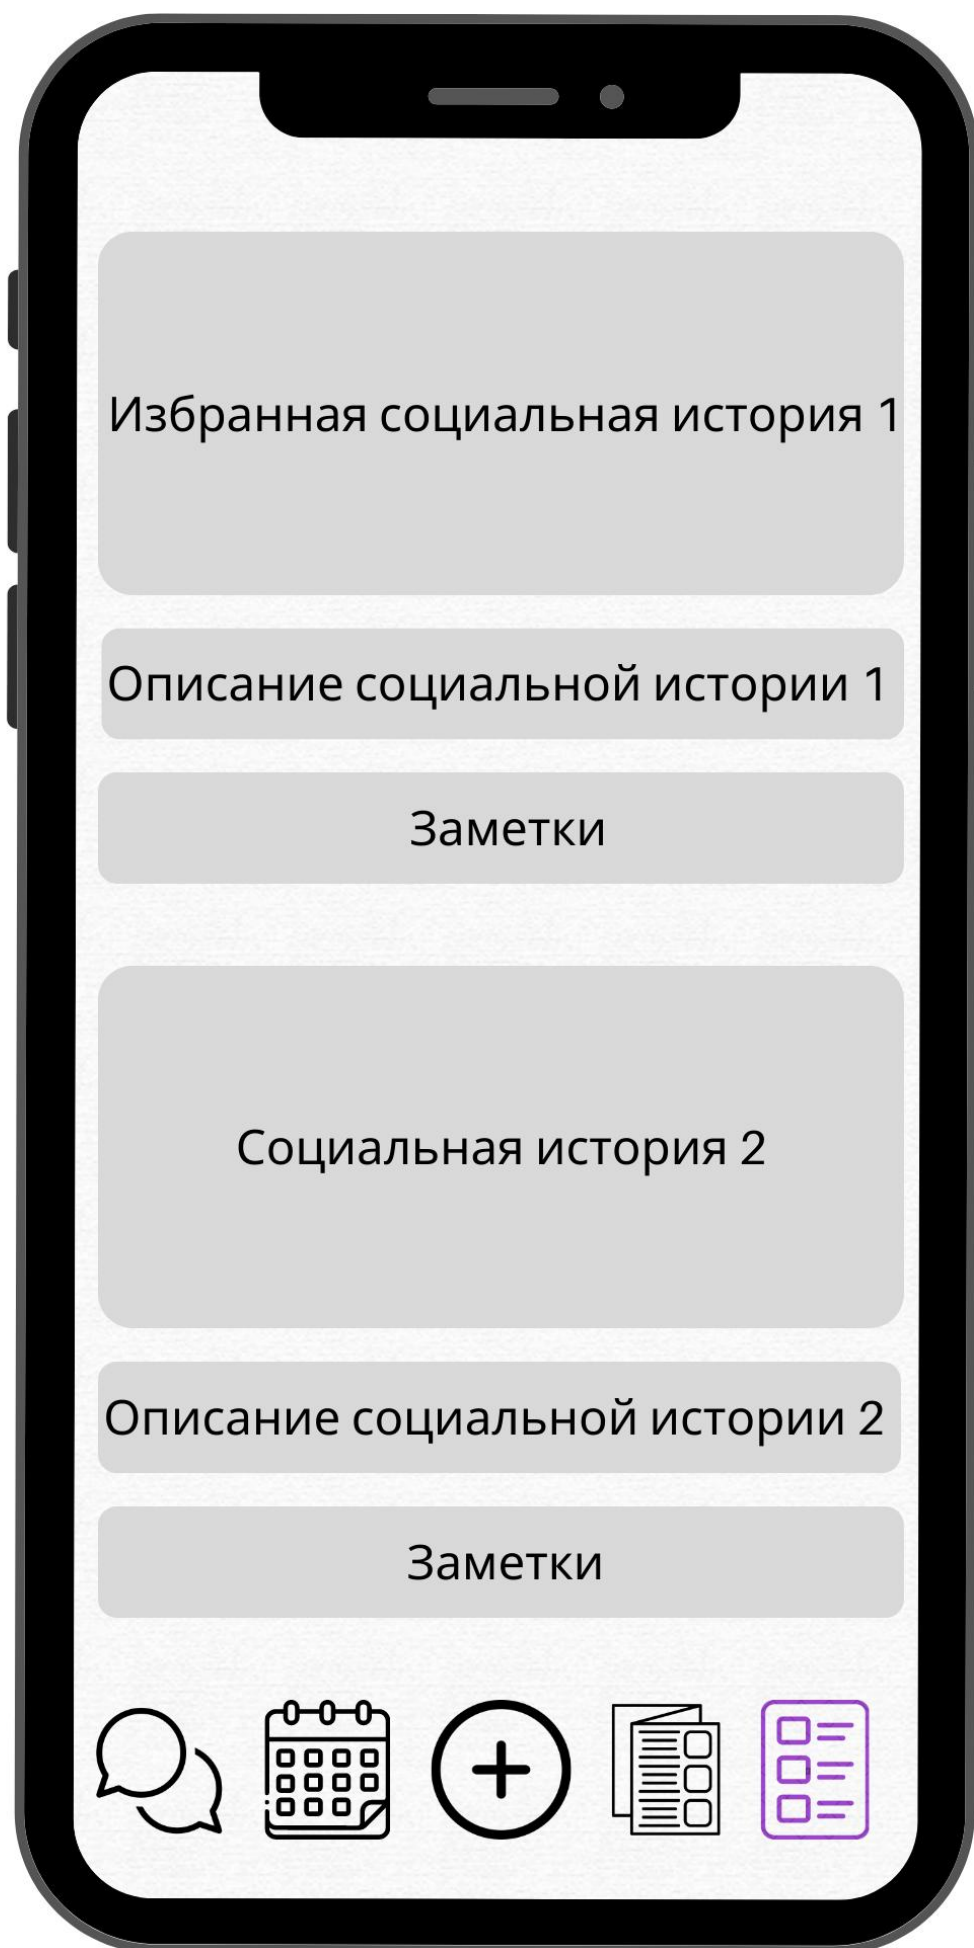 Избранная социальная история 1
Описание социальной истории 1
Заметки
Социальная история 2
Описание социальной истории 2
Заметки